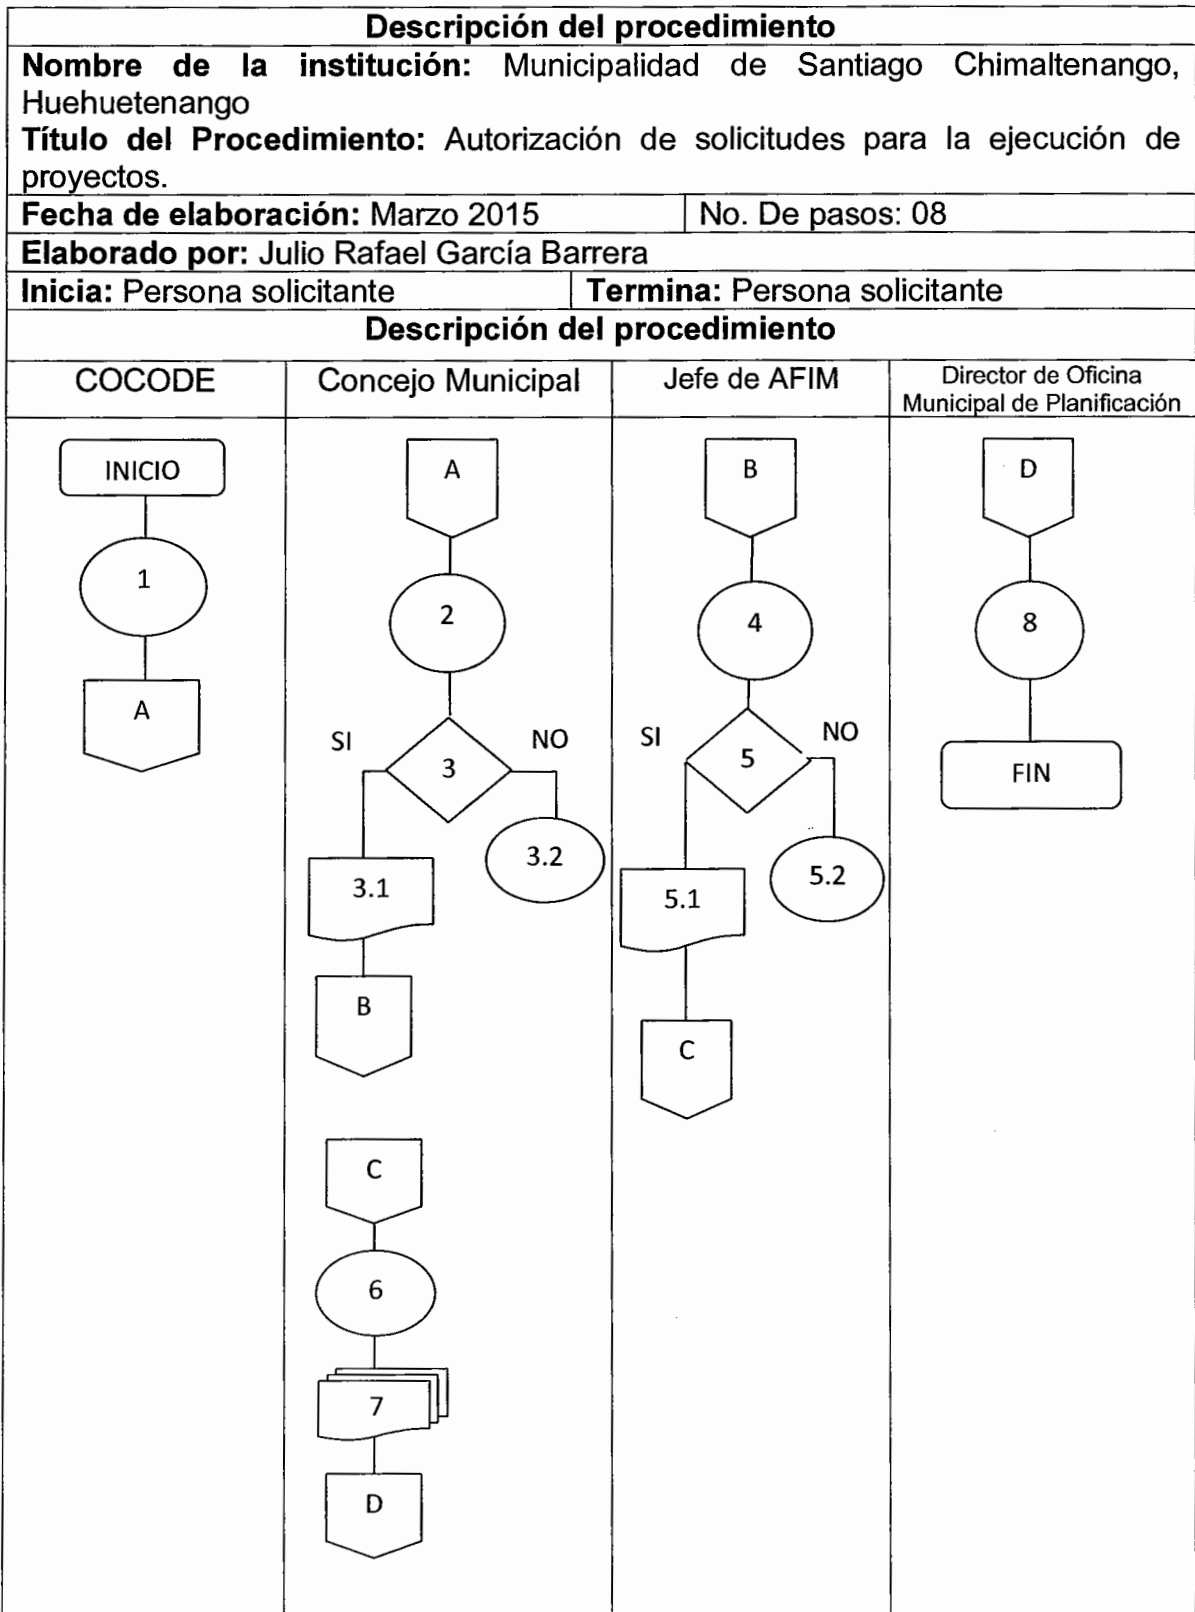 Descripción del procedimiento
Nombre de la institución: Municipalidad de Santiago Chimaltenango,
Huehuetenango
Título del Procedimiento: Autorización de solicitudes para la ejecución de
proyectos.
Fecha de elaboración: Marzo 2015
No. De pasos: 08
Elaborado por: Julio Rafael García Barrera
Inicia: Persona solicitante
Termina: Persona solicitante
Descripción del procedimiento
COCODE
Concejo Municipal
Jefe de AFIM
Director de Oficina
Municipal de Planificación
INICIO
1
A
A
2
3
SI
NO
3.1
3.2
B
C
6
7
D
B
4
5
SI
NO
5.1
5.2
C
D
8
FIN